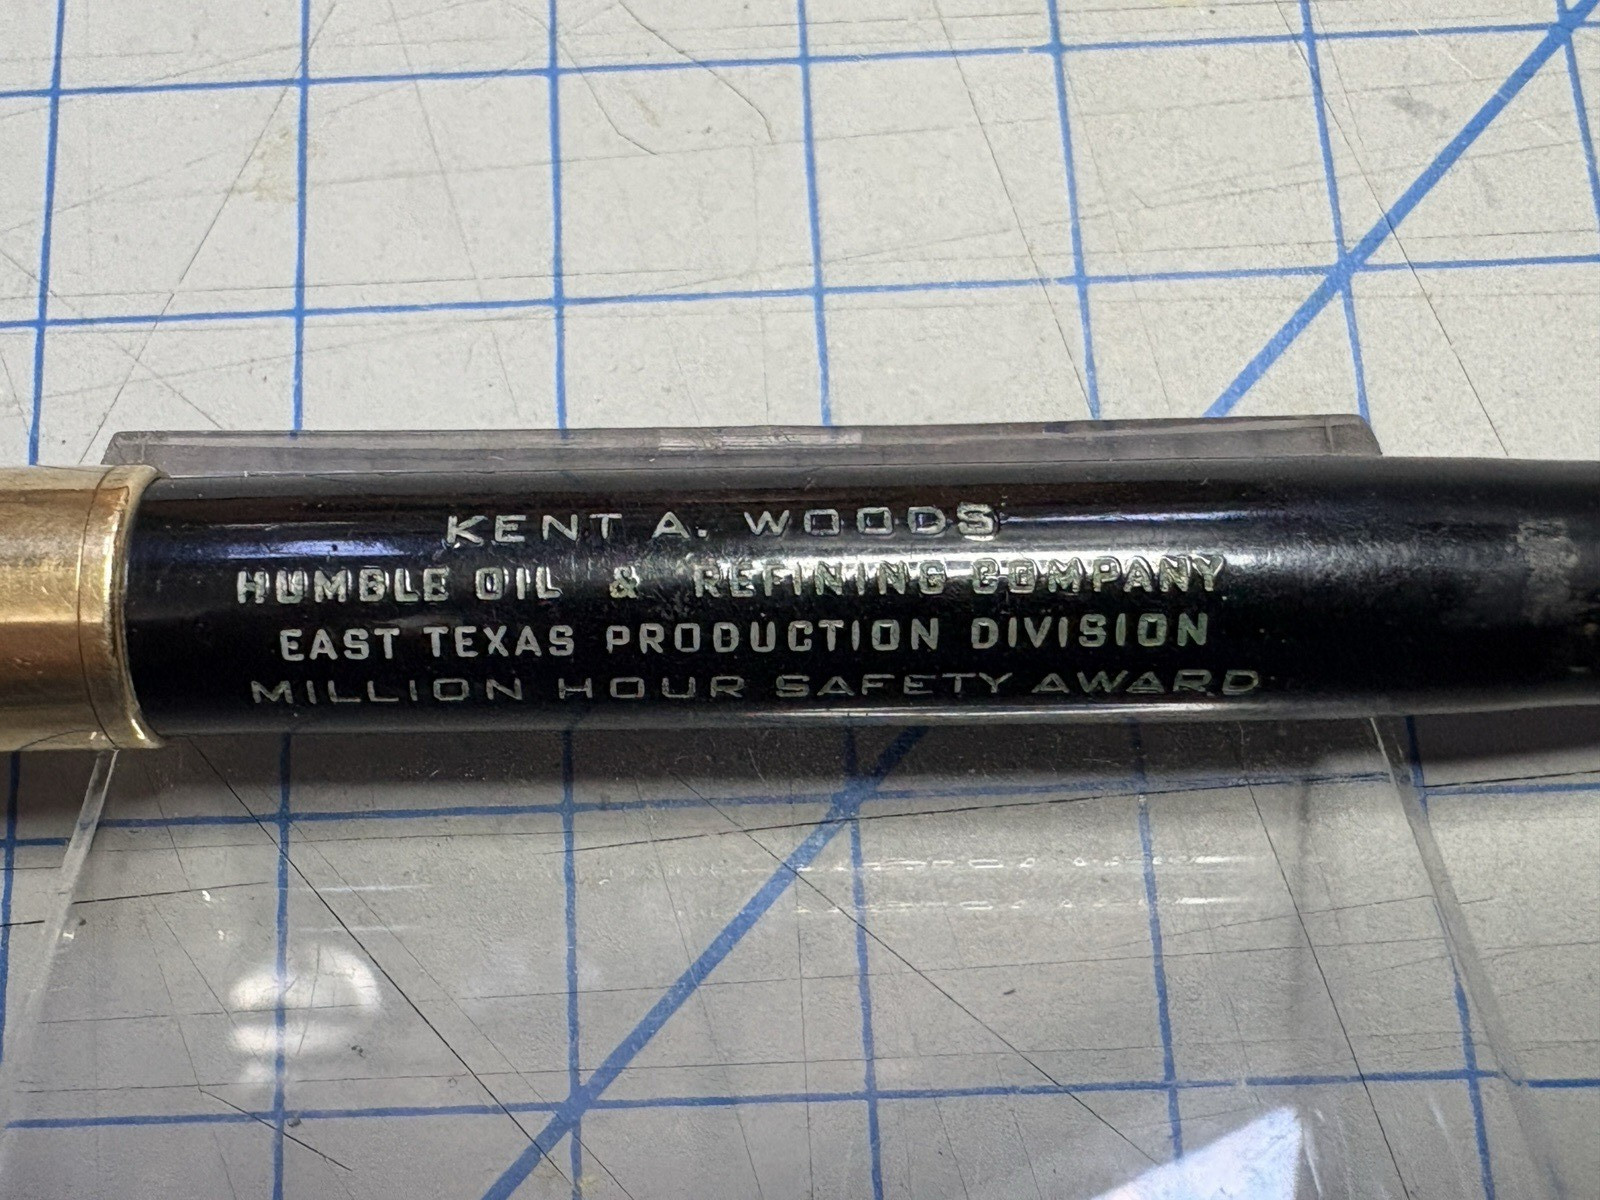 KENT A. WOODS
HUMBLE OIL & REFINING COMPANY
EAST TEXAS PRODUCTION DIVISION
MILLION HOUR SAFETY AWARD